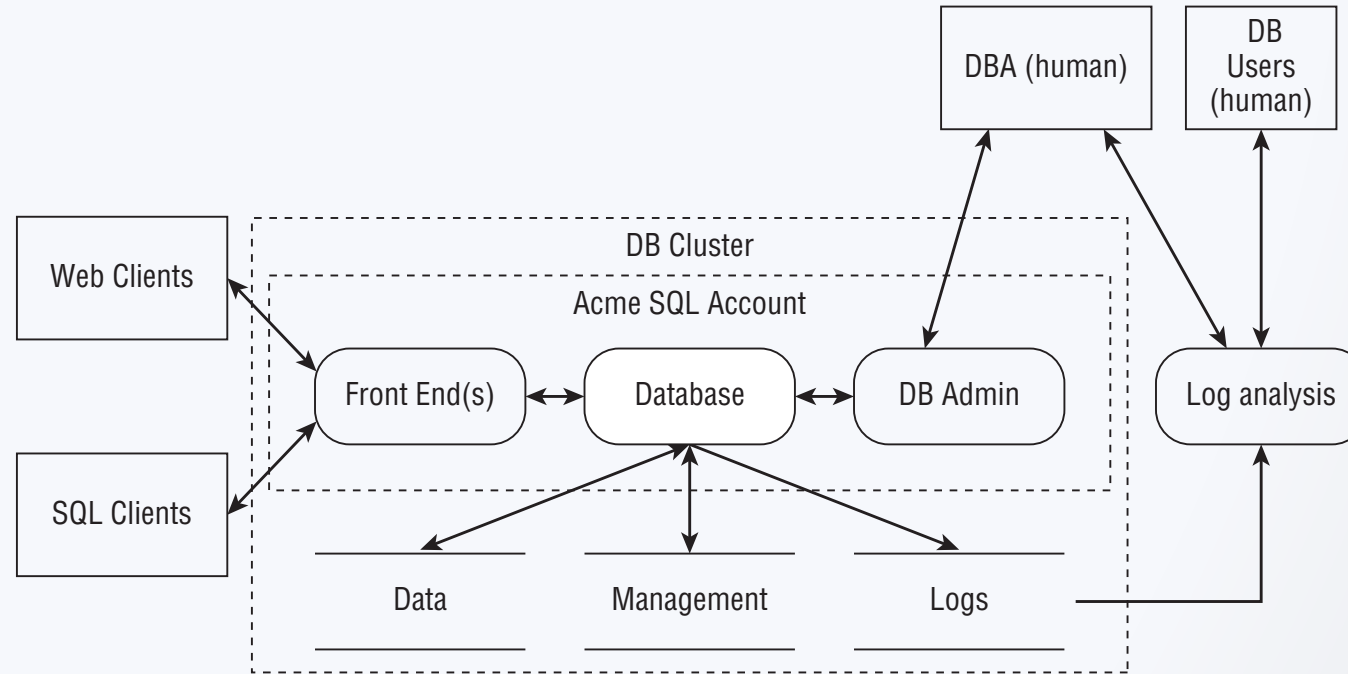 DBA (human)
DB
Users
(human)
Web Clients
DB Cluster
Acme SQL Account
Front End(s)
Database
DB Admin
Log analysis
SQL Clients
Data
Management
Logs